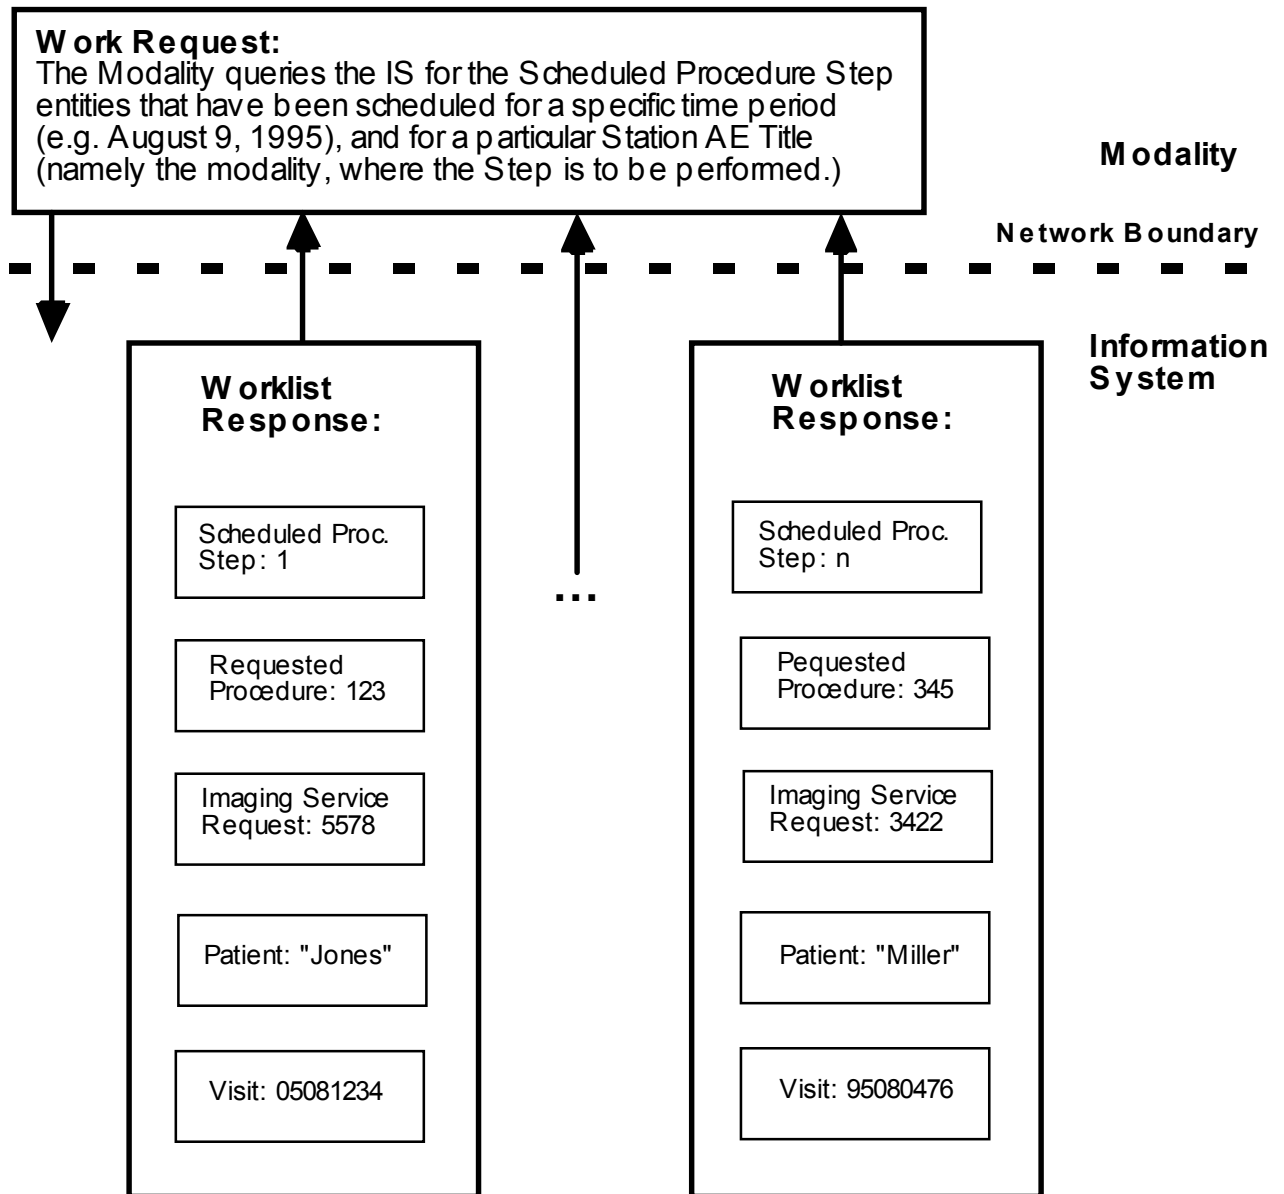 Work Request:
The Modality queries the IS for the Scheduled Procedure Step
entities that have been scheduled for a specific time period
(e.g. August 9, 1995), and for a particular Station AE Title
(namely the modality, where the Step is to be performed.)
Modality
Network Boundary
Information
System
Worklist
Response:
Scheduled Proc.
Step: 1
Requested
Procedure: 123
Imaging Service
Request: 5578
Patient: "Jones"
Visit: 05081234
...
Worklist
Response:
Scheduled Proc.
Step: n
Pequested
Procedure: 345
Imaging Service
Request: 3422
Patient: "Miller"
Visit: 95080476